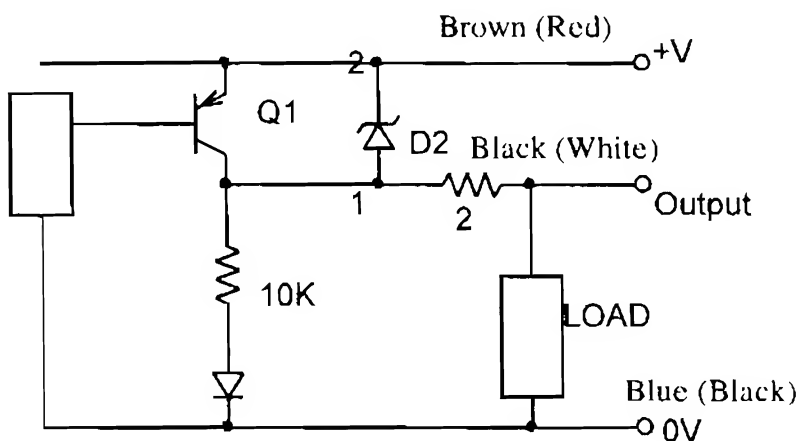 Brown (Red)
2
+V
Q1
D2
Black (White)
1
2
Output
10K
LOAD
Blue (Black)
0V